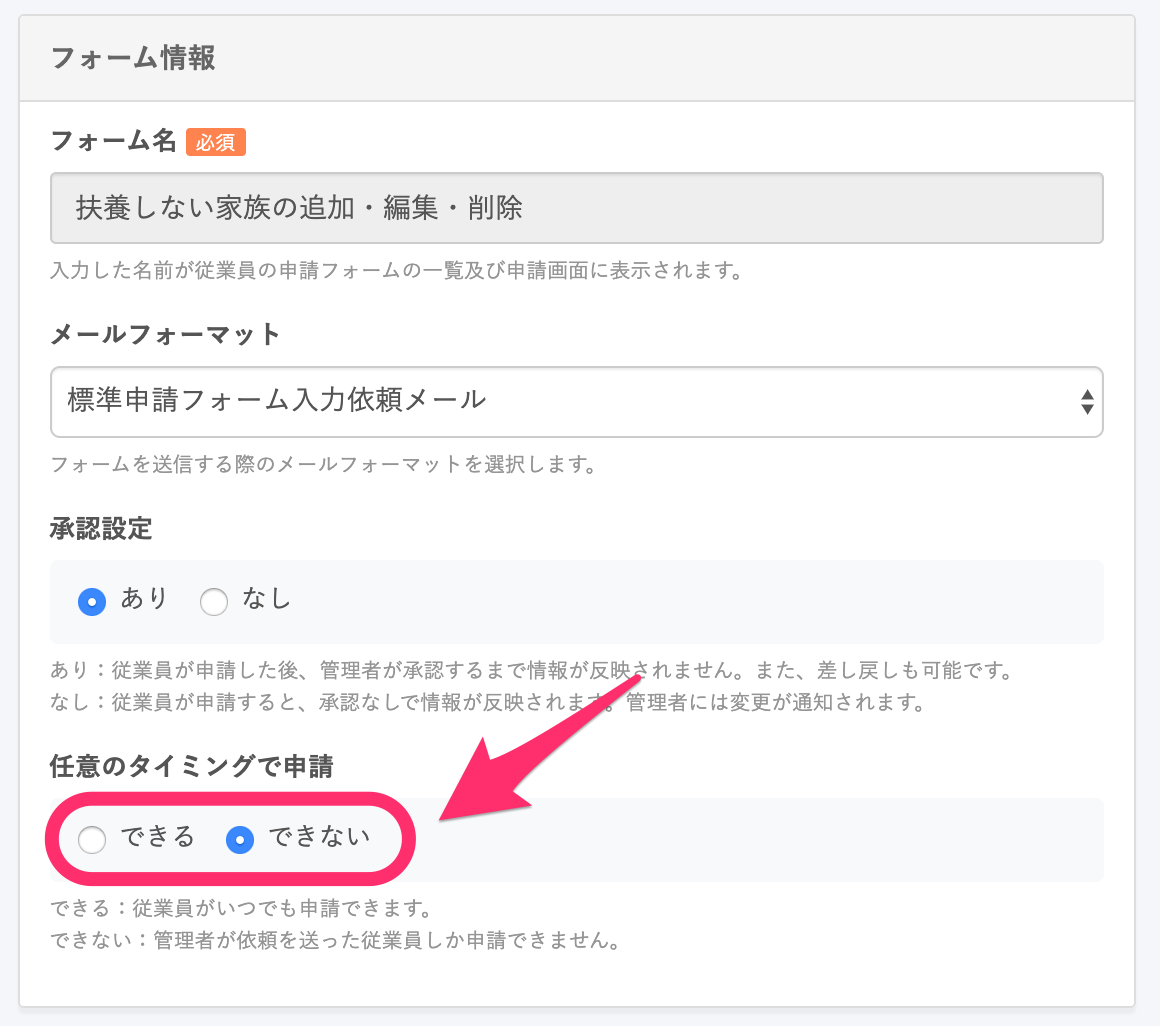 フォーム情報
フォーム名 必須
扶養しない家族の追加・編集・削除
入力した名前が従業員の申請フォームの一覧及び申請画面に表示されます。
メールフォーマット
標準申請フォーム入力依頼メール
フォームを送信する際のメールフォーマットを選択します。
承認設定
あり なし
あり：従業員が申請した後、管理者が承認するまで情報が反映されません。また、差し戻しも可能です。
なし：従業員が申請すると、承認なしで情報が反映されます。管理者には変更が通知されます。
任意のタイミングで申請
できる できない
できる：従業員がいつでも申請できます。
できない：管理者が依頼を送った従業員しか申請できません。